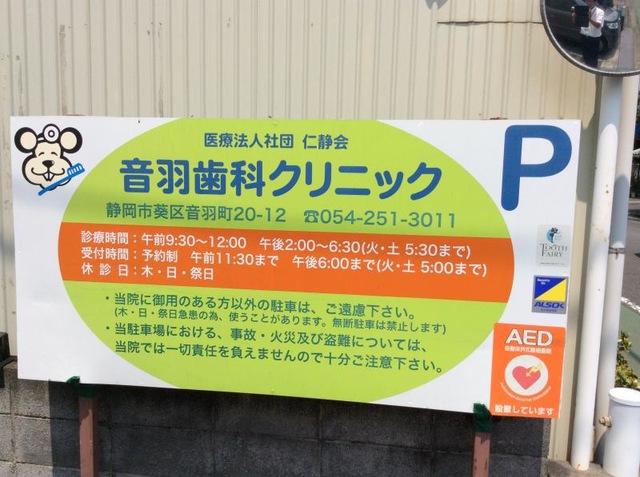 医療法人社団 仁静会
音羽歯科クリニック
静岡市葵区音羽町20-12 ☎054-251-3011
P
診療時間：午前9:30～12:00 午後2:00～6:30(火・土 5:30まで)
受付時間：予約制 午前11:30まで 午後6:00まで(火・土 5:00まで)
休診日：木・日・祭日
・当院に御用のある方以外の駐車は、ご遠慮下さい。
(木・日・祭日急患の為、使うことがあります。無断駐車は禁止します)
・当駐車場における、事故・火災及び盗難については、
当院では一切責任を負えませんので十分ご注意下さい。
TOOTH
FAIRY
ALSOK
AED
自動体外式除細動器
設置しています